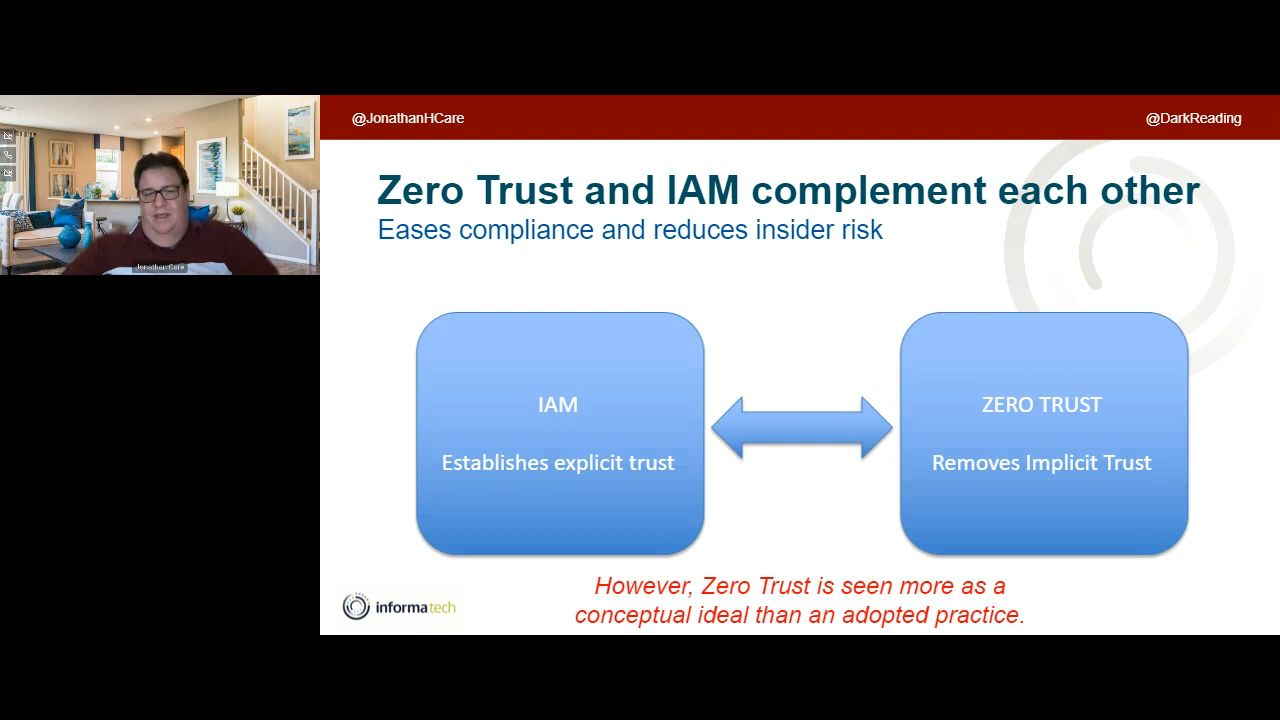 @JonathanHCare
@DarkReading
Zero Trust and IAM complement each other
Eases compliance and reduces insider risk
IAM
Establishes explicit trust
ZERO TRUST
Removes Implicit Trust
However, Zero Trust is seen more as a
conceptual ideal than an adopted practice.
informa tech
Jonathan Care